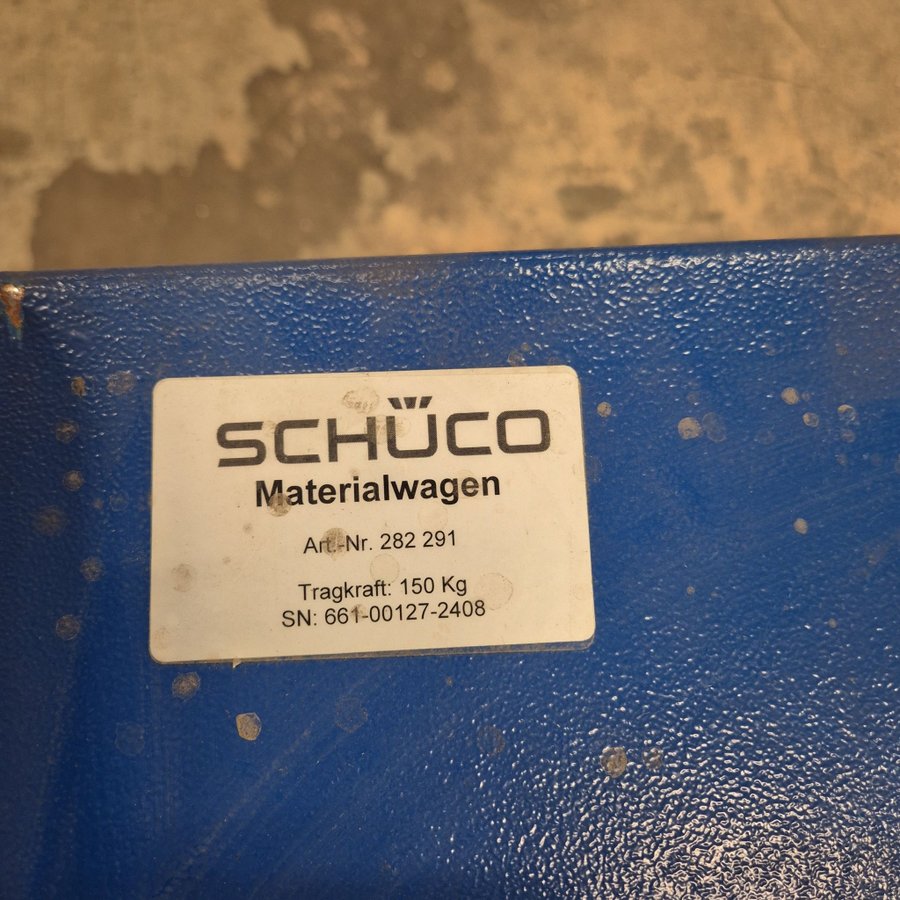 SCHÜCO
Materialwagen
Art.-Nr. 282 291
Tragkraft: 150 Kg
SN: 661-00127-2408